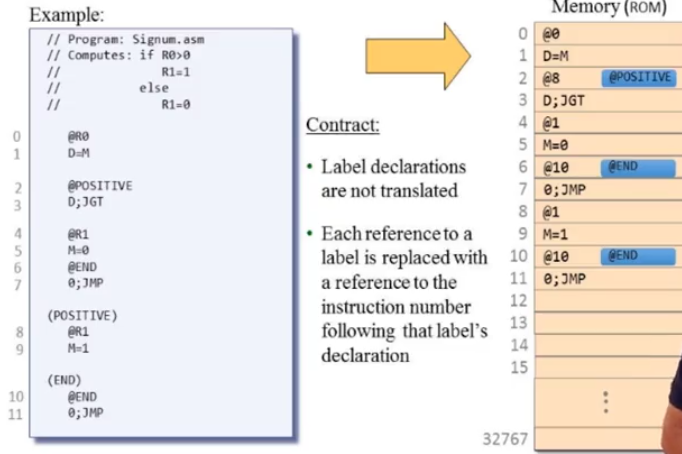 Example:
// Program: Signum.asm
// Computes: if R0>0
//              R1=1
//           else
//              R1=0
0 @R0
1 D=M
2 @POSITIVE
3 D;JGT
4 @R1
5 M=0
6 @END
7 0;JMP
(POSITIVE)
8 @R1
9 M=1
(END)
10 @END
11 0;JMP
Contract:
• Label declarations
are not translated
• Each reference to a
label is replaced with
a reference to the
instruction number
following that label's
declaration
Memory (ROM)
0 @0
1 D=M
2 @8 @POSITIVE
3 D;JGT
4 @1
5 M=0
6 @10 @END
7 0;JMP
8 @1
9 M=1
10 @10 @END
11 0;JMP
12
13
14
15
32767